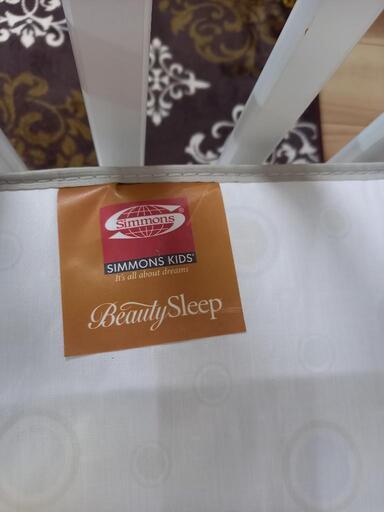 Simmons
SIMMONS KIDS®
It's all about dreams
BeautySleep